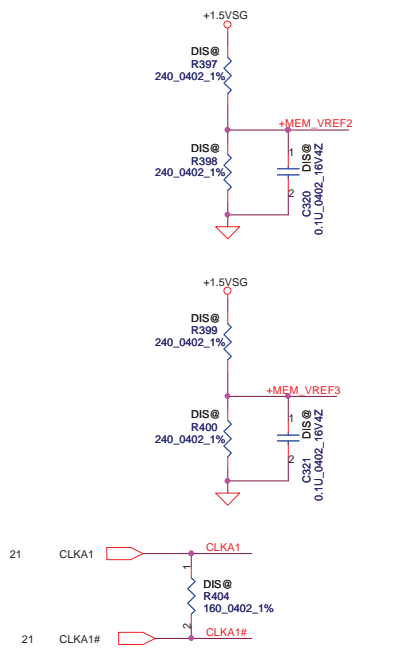 +1.5VSG
DIS@
R397
240_0402_1%
+MEM_VREF2
DIS@
R398
240_0402_1%
1
2
C320
0.1U_0402_16V4Z
DIS@
+1.5VSG
DIS@
R399
240_0402_1%
+MEM_VREF3
DIS@
R400
240_0402_1%
1
2
C321
0.1U_0402_16V4Z
DIS@
21 CLKA1 CLKA1
1
DIS@
R404
160_0402_1%
2
21 CLKA1# CLKA1#